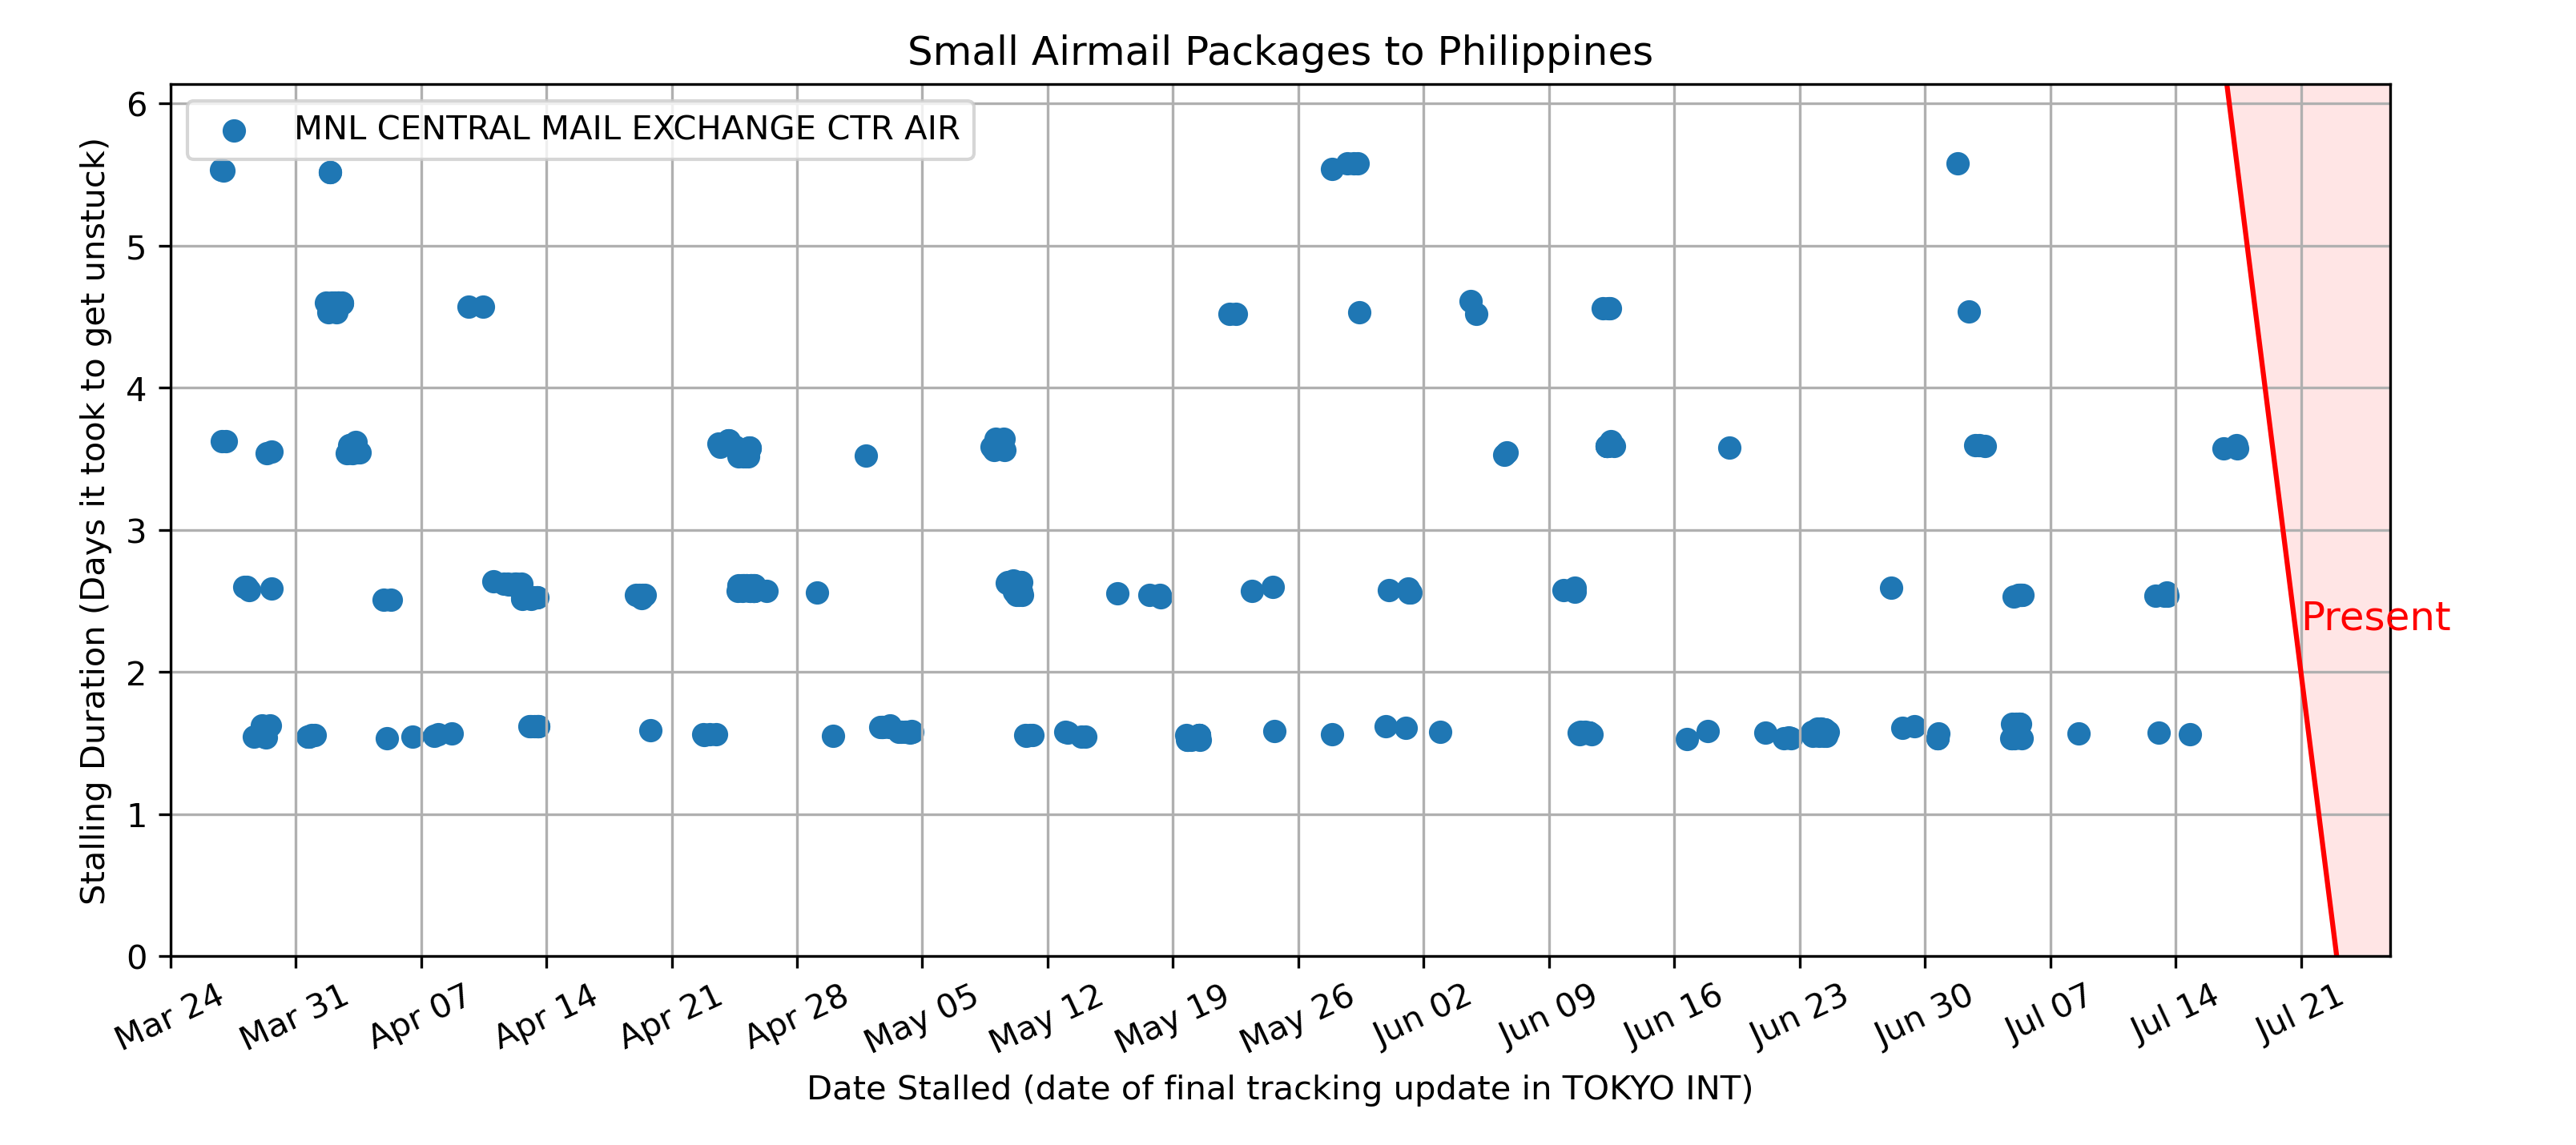 Small Airmail Packages to Philippines
MNL CENTRAL MAIL EXCHANGE CTR AIR
Stalling Duration (Days it took to get unstuck)
6
5
4
3
2
1
0
Present
Mar 24 Mar 31 Apr 07 Apr 14 Apr 21 Apr 28 May 05 May 12 May 19 May 26 Jun 02 Jun 09 Jun 16 Jun 23 Jun 30 Jul 07 Jul 14 Jul 21
Date Stalled (date of final tracking update in TOKYO INT)